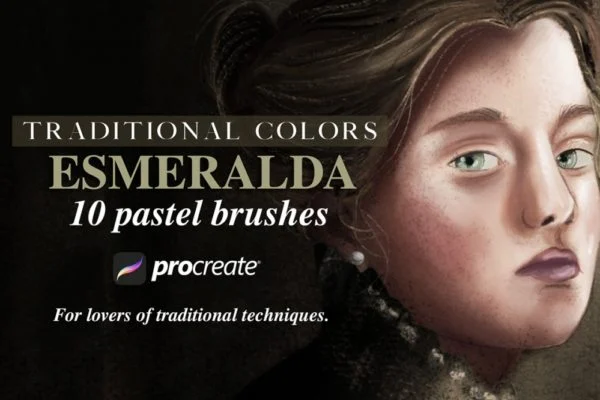 TRADITIONAL COLORS
ESMERALDA
10 pastel brushes
procreate®
For lovers of traditional techniques.